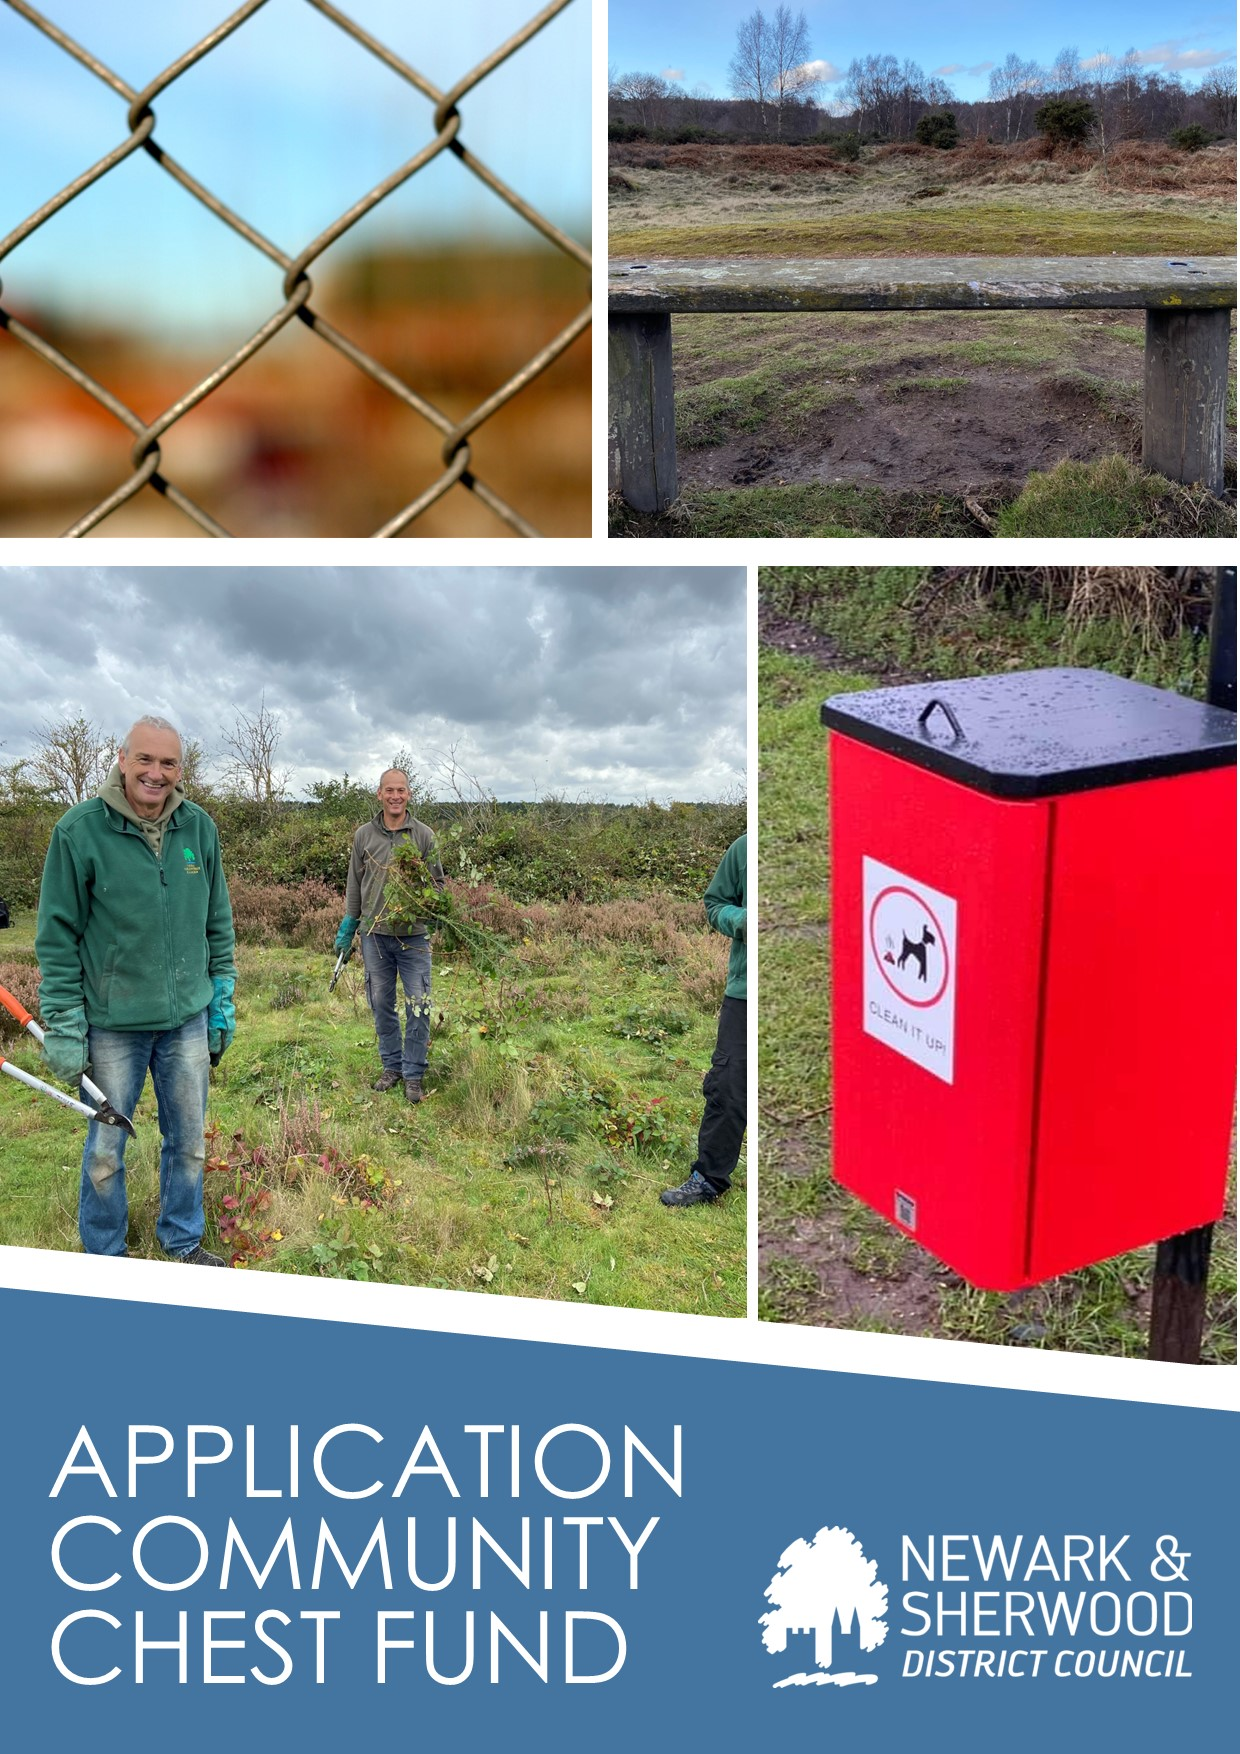 CLEAN IT UP!
APPLICATION
COMMUNITY
CHEST FUND
NEWARK &
SHERWOOD
DISTRICT COUNCIL